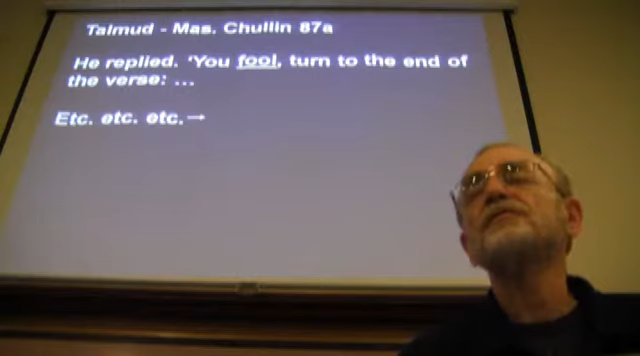 Talmud - Mas. Chullin 87a
He replied. 'You fool, turn to the end of
the verse: ...
Etc. etc. etc.→